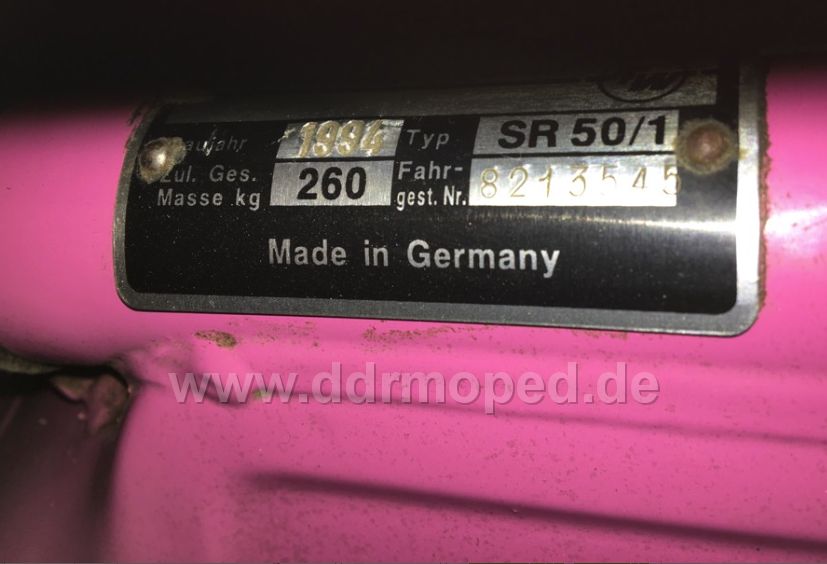 Baujahr 1994 Typ SR 50/1
Zul. Ges. Masse kg 260 Fahr-gest. Nr. 8213545
Made in Germany
www.ddrmoped.de